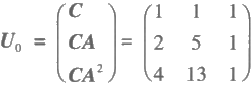 U₀ = (C CA CA²) = (1 1 1
2 5 1
4 13 1)